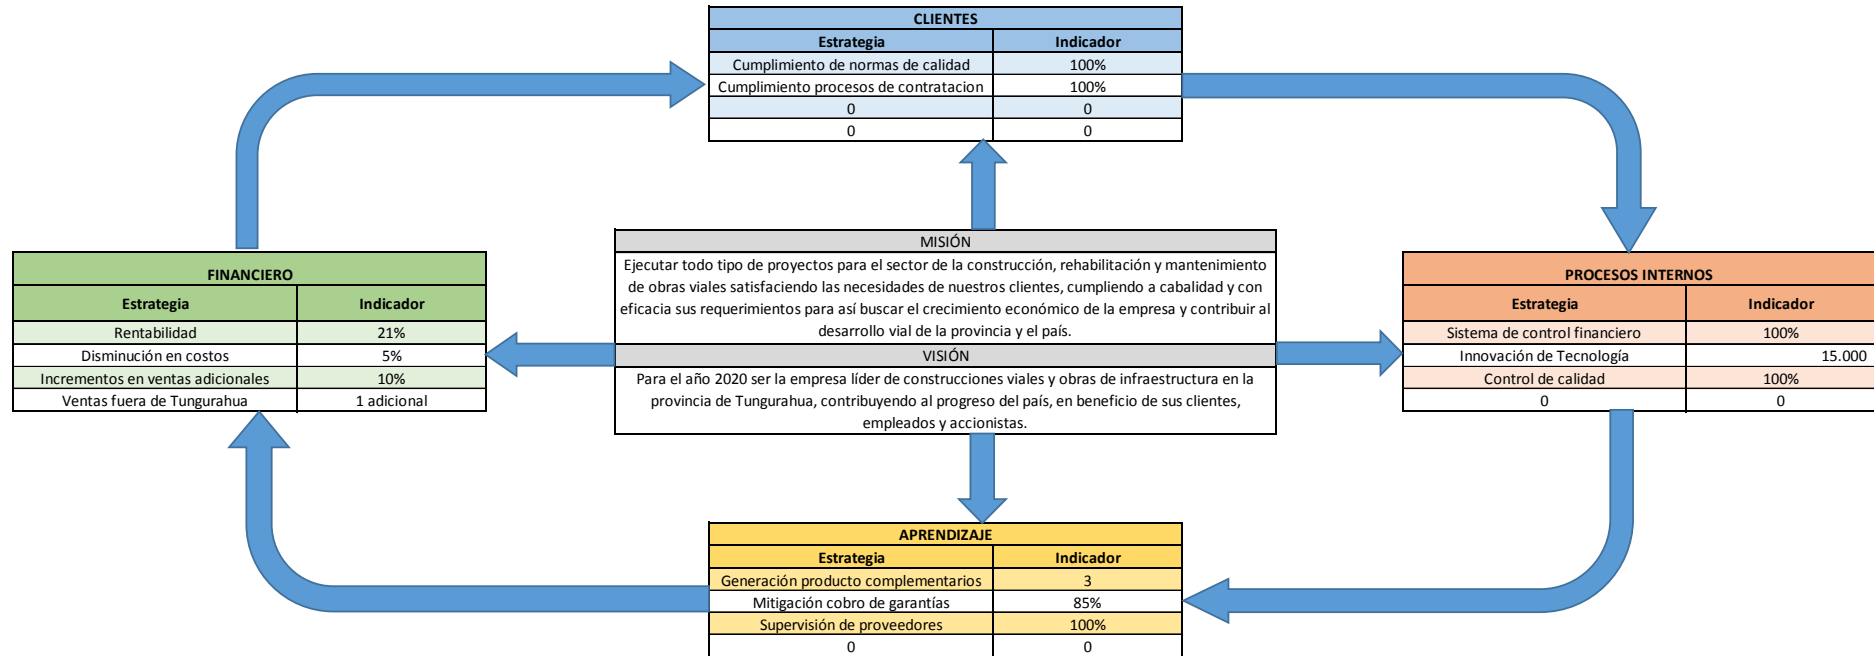 CLIENTES
Estrategia Indicador
Cumplimiento de normas de calidad 100%
Cumplimiento procesos de contratacion 100%
0 0
0 0
FINANCIERO
Estrategia Indicador
Rentabilidad 21%
Disminución en costos 5%
Incrementos en ventas adicionales 10%
Ventas fuera de Tungurahua 1 adicional
MISIÓN
Ejecutar todo tipo de proyectos para el sector de la construcción, rehabilitación y mantenimiento
de obras viales satisfaciendo las necesidades de nuestros clientes, cumpliendo a cabalidad y con
eficacia sus requerimientos para así buscar el crecimiento económico de la empresa y contribuir al
desarrollo vial de la provincia y el país.
VISIÓN
Para el año 2020 ser la empresa líder de construcciones viales y obras de infraestructura en la
provincia de Tungurahua, contribuyendo al progreso del país, en beneficio de sus clientes,
empleados y accionistas.
PROCESOS INTERNOS
Estrategia Indicador
Sistema de control financiero 100%
Innovación de Tecnología 15.000
Control de calidad 100%
0 0
APRENDIZAJE
Estrategia Indicador
Generación producto complementarios 3
Mitigación cobro de garantías 85%
Supervisión de proveedores 100%
0 0